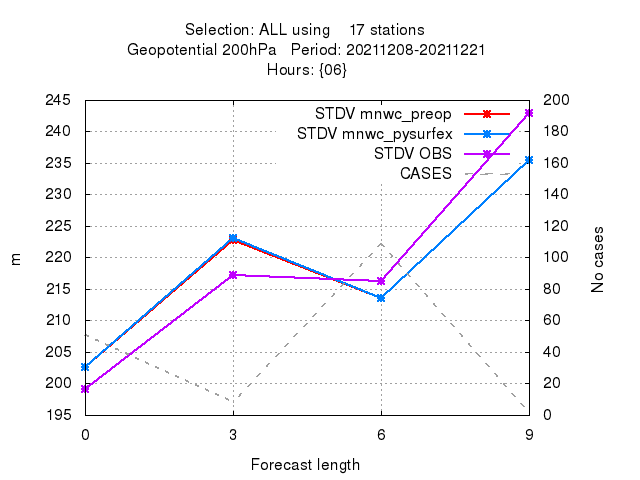 Selection: ALL using    17 stations
Geopotential 200hPa   Period: 20211208-20211221
Hours: {06}
245
240
235
230
225
220
215
210
205
200
195
m
STDV mnwc_preop
STDV mnwc_pysurfex
STDV OBS
CASES
200
180
160
140
120
100
80
60
40
20
0
No cases
0 3 6 9
Forecast length